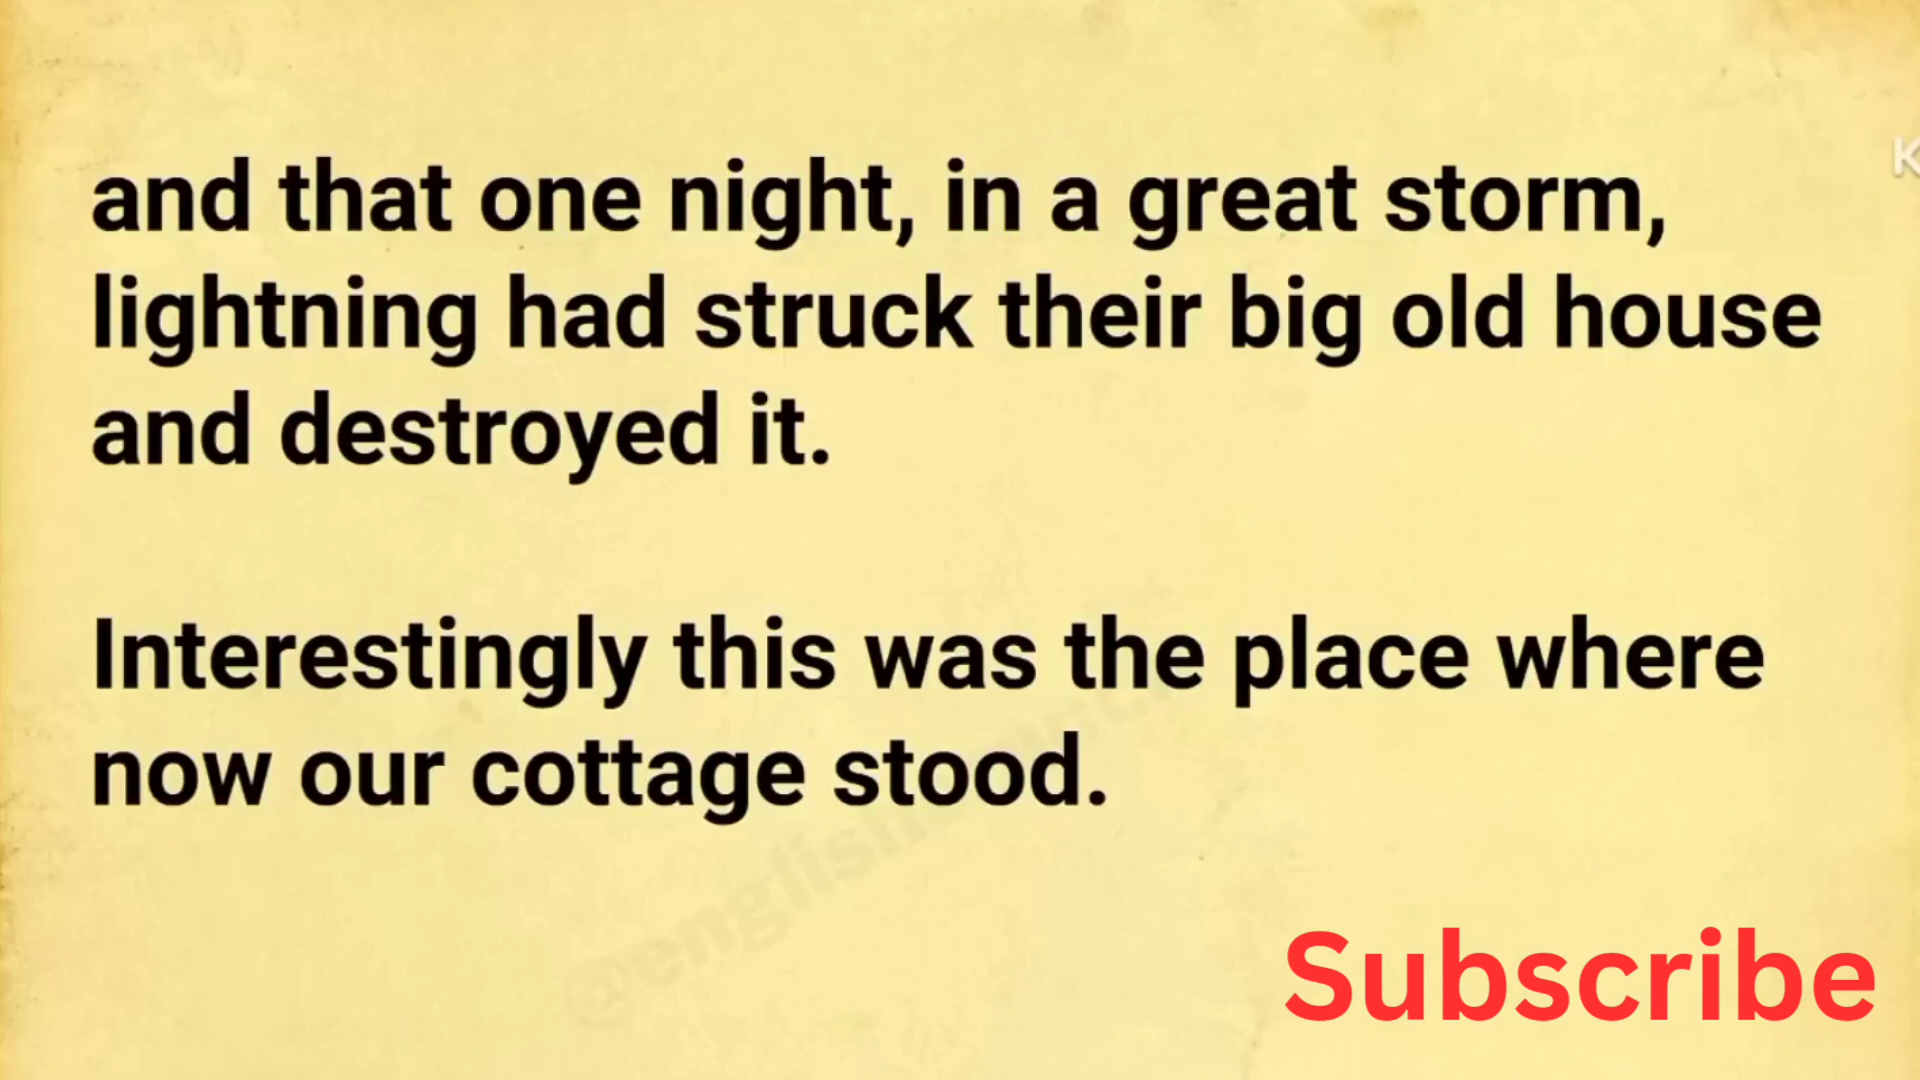 and that one night, in a great storm,
lightning had struck their big old house
and destroyed it.
Interestingly this was the place where
now our cottage stood.
Subscribe